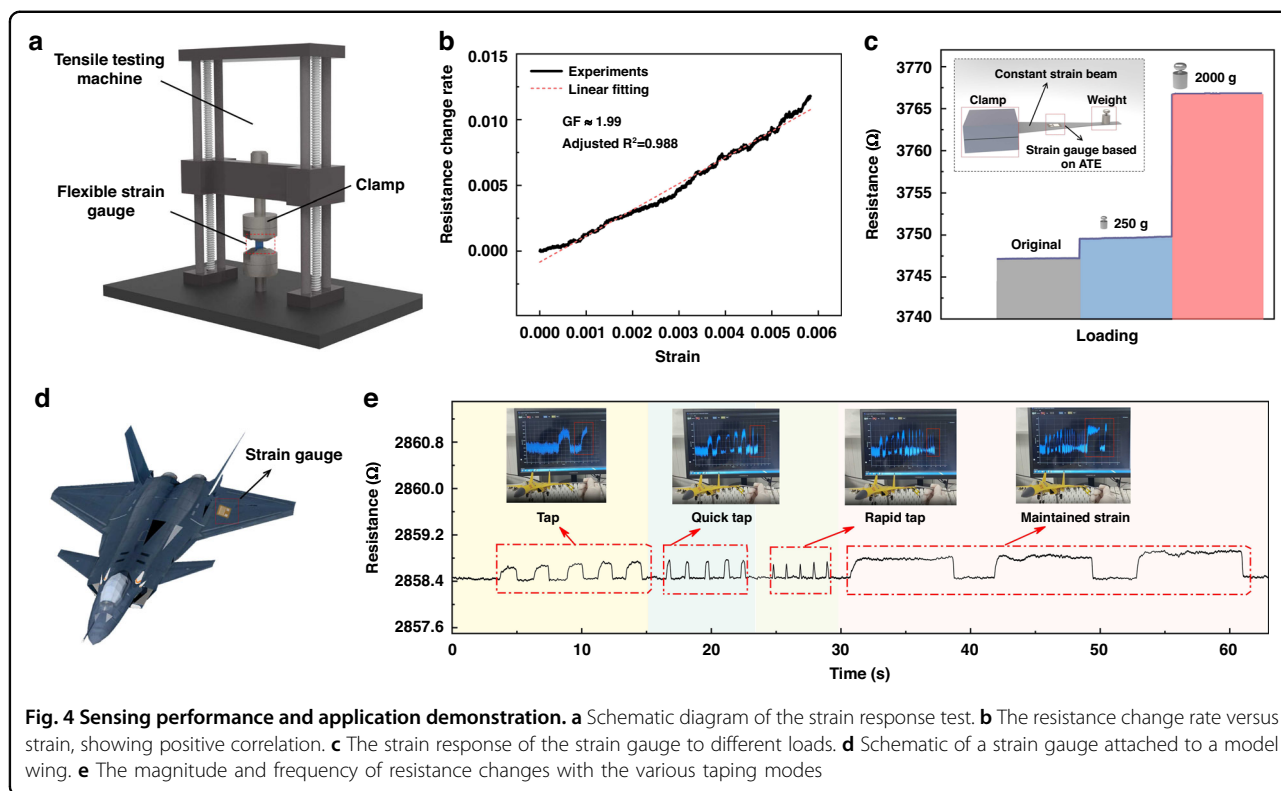 a
Tensile testing
machine
Flexible strain
gauge
Clamp
b
Resistance change rate
0.015
0.010
0.005
0.000
Experiments
Linear fitting
GF ≈ 1.99
Adjusted R²=0.988
0.000 0.001 0.002 0.003 0.004 0.005 0.006
Strain
c
Resistance (Ω)
3770
3765
3760
3755
3750
3745
3740
Constant strain beam
Clamp
Weight
Strain gauge based
on ATE
2000 g
250 g
Original
Loading
d
Strain gauge
e
Resistance (Ω)
2860.8
2860.0
2859.2
2858.4
2857.6
Tap
Quick tap
Rapid tap
Maintained strain
0 10 20 30 40 50 60
Time (s)
Fig. 4 Sensing performance and application demonstration. a Schematic diagram of the strain response test. b The resistance change rate versus
strain, showing positive correlation. c The strain response of the strain gauge to different loads. d Schematic of a strain gauge attached to a model
wing. e The magnitude and frequency of resistance changes with the various taping modes